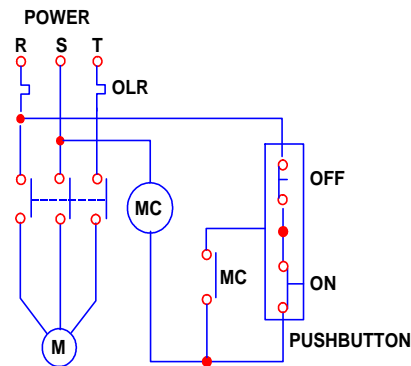 POWER
R S T
OLR
OFF
MC
MC
ON
PUSHBUTTON
M